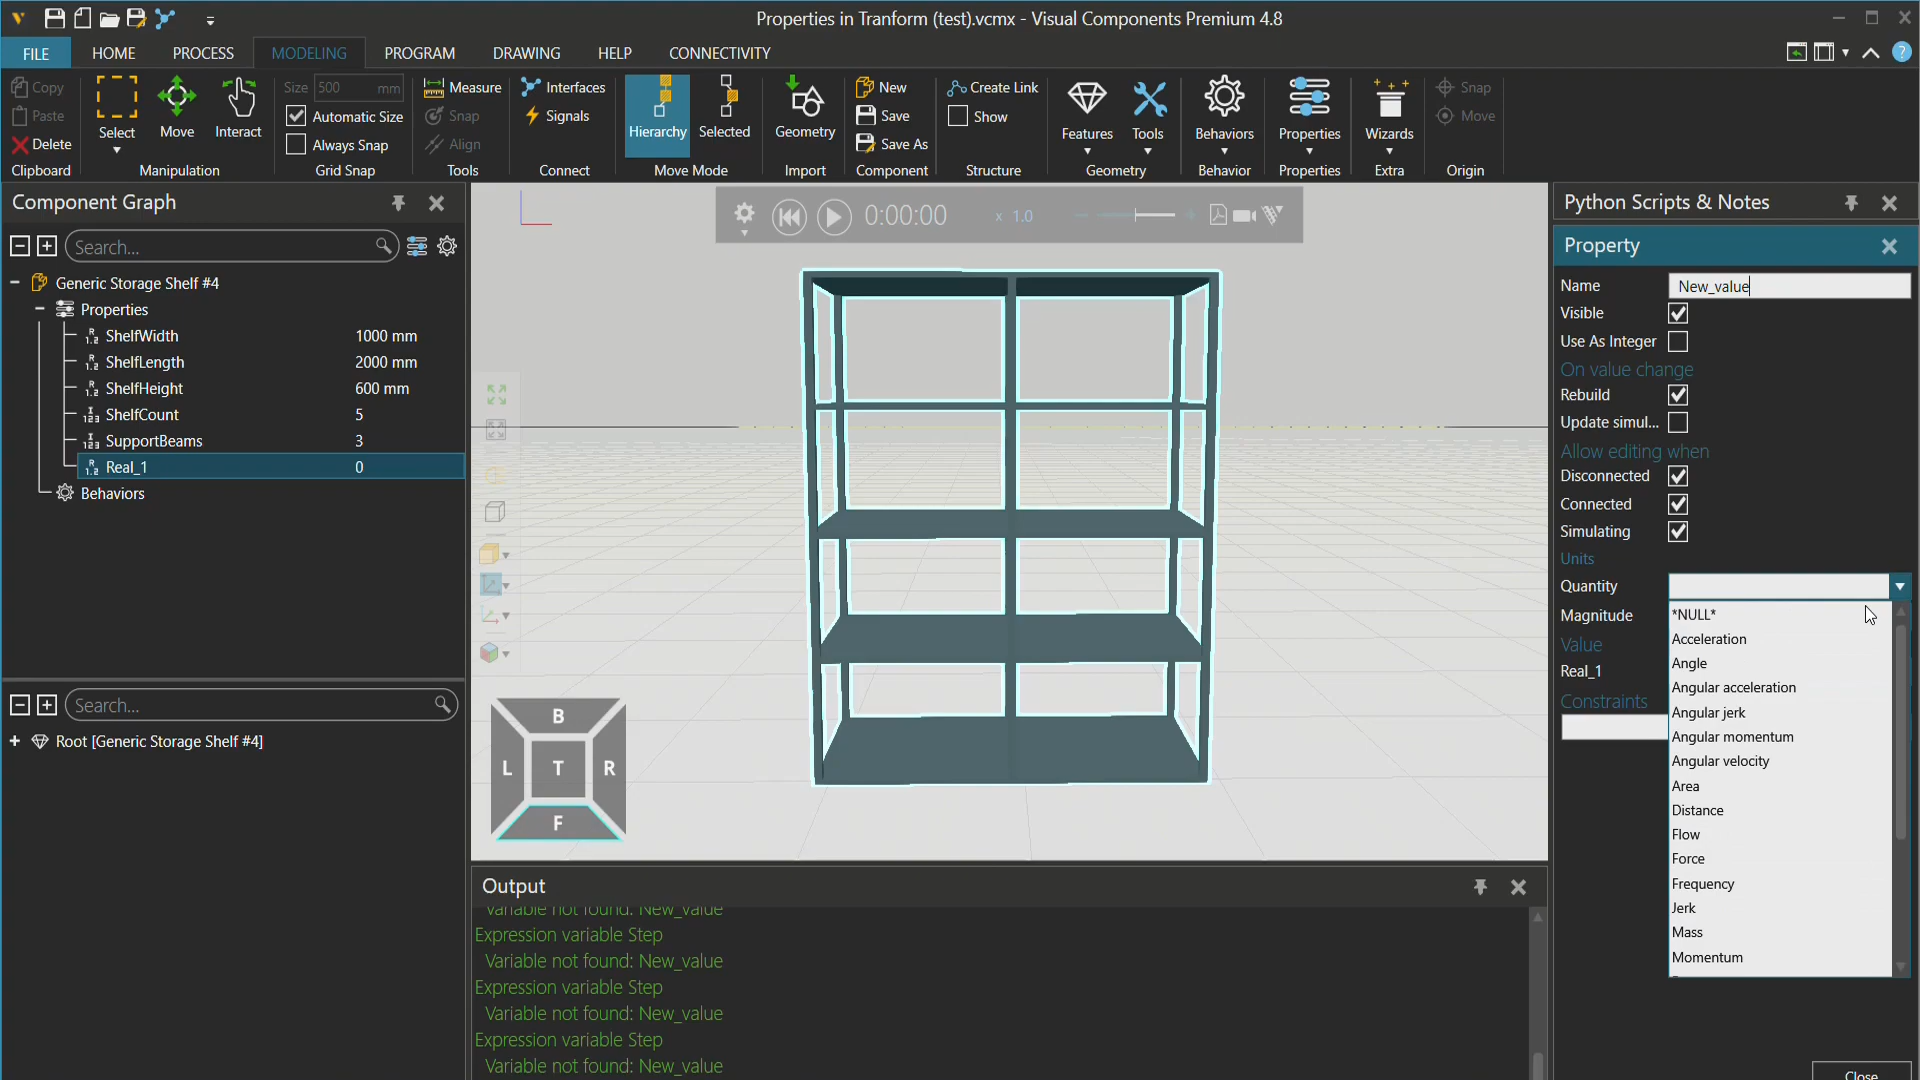 Properties in Tranform (test).vcmx - Visual Components Premium 4.8
FILE HOME PROCESS MODELING PROGRAM DRAWING HELP CONNECTIVITY
Copy
Paste
Delete
Clipboard
Select
Move
Interact
Manipulation
Size 500 mm
Automatic Size
Always Snap
Grid Snap
Measure
Snap
Align
Tools
Interfaces
Signals
Connect
Hierarchy
Selected
Move Mode
Geometry
Import
New
Save
Save As
Component
Create Link
Show
Structure
Features
Tools
Geometry
Behaviors
Behavior
Properties
Properties
Wizards
Extra
Snap
Move
Origin
Component Graph
Search...
Generic Storage Shelf #4
Properties
ShelfWidth 1000 mm
ShelfLength 2000 mm
ShelfHeight 600 mm
ShelfCount 5
SupportBeams 3
Real_1 0
Behaviors
Search...
Root [Generic Storage Shelf #4]
0:00:00 x 1.0
B
L T R
F
Output
Variable not found: New_value
Expression variable Step
Variable not found: New_value
Expression variable Step
Variable not found: New_value
Expression variable Step
Variable not found: New_value
Python Scripts & Notes
Property
Name New_value
Visible
Use As Integer
On value change
Rebuild
Update simul...
Allow editing when
Disconnected
Connected
Simulating
Units
Quantity
Magnitude
Value
Real_1
Constraints
*NULL*
Acceleration
Angle
Angular acceleration
Angular jerk
Angular momentum
Angular velocity
Area
Distance
Flow
Force
Frequency
Jerk
Mass
Momentum
Close